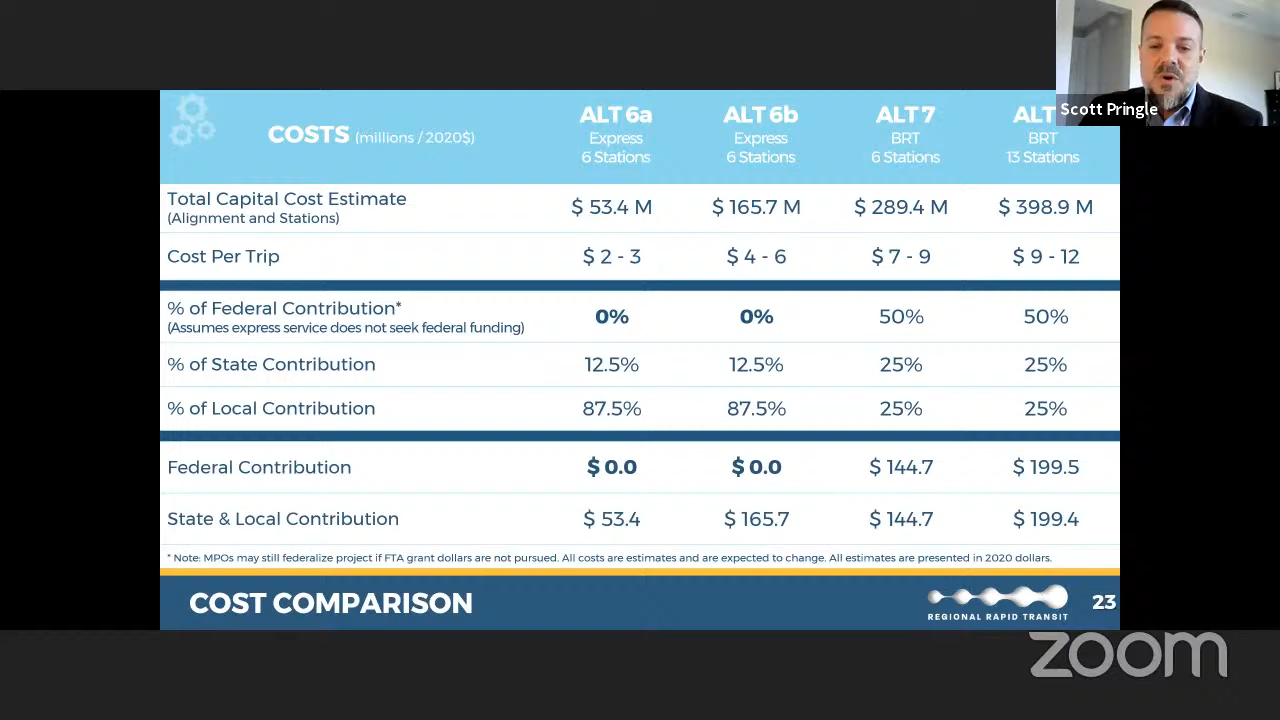 Scott Pringle
COSTS (millions / 2020$)
ALT 6a
Express
6 Stations
ALT 6b
Express
6 Stations
ALT 7
BRT
6 Stations
ALT
BRT
13 Stations
Total Capital Cost Estimate
(Alignment and Stations)
$ 53.4 M
$ 165.7 M
$ 289.4 M
$ 398.9 M
Cost Per Trip
$ 2 - 3
$ 4 - 6
$ 7 - 9
$ 9 - 12
% of Federal Contribution*
(Assumes express service does not seek federal funding)
0%
0%
50%
50%
% of State Contribution
12.5%
12.5%
25%
25%
% of Local Contribution
87.5%
87.5%
25%
25%
Federal Contribution
$ 0.0
$ 0.0
$ 144.7
$ 199.5
State & Local Contribution
$ 53.4
$ 165.7
$ 144.7
$ 199.4
* Note: MPOs may still federalize project if FTA grant dollars are not pursued. All costs are estimates and are expected to change. All estimates are presented in 2020 dollars.
COST COMPARISON
REGIONAL RAPID TRANSIT
23
zoom